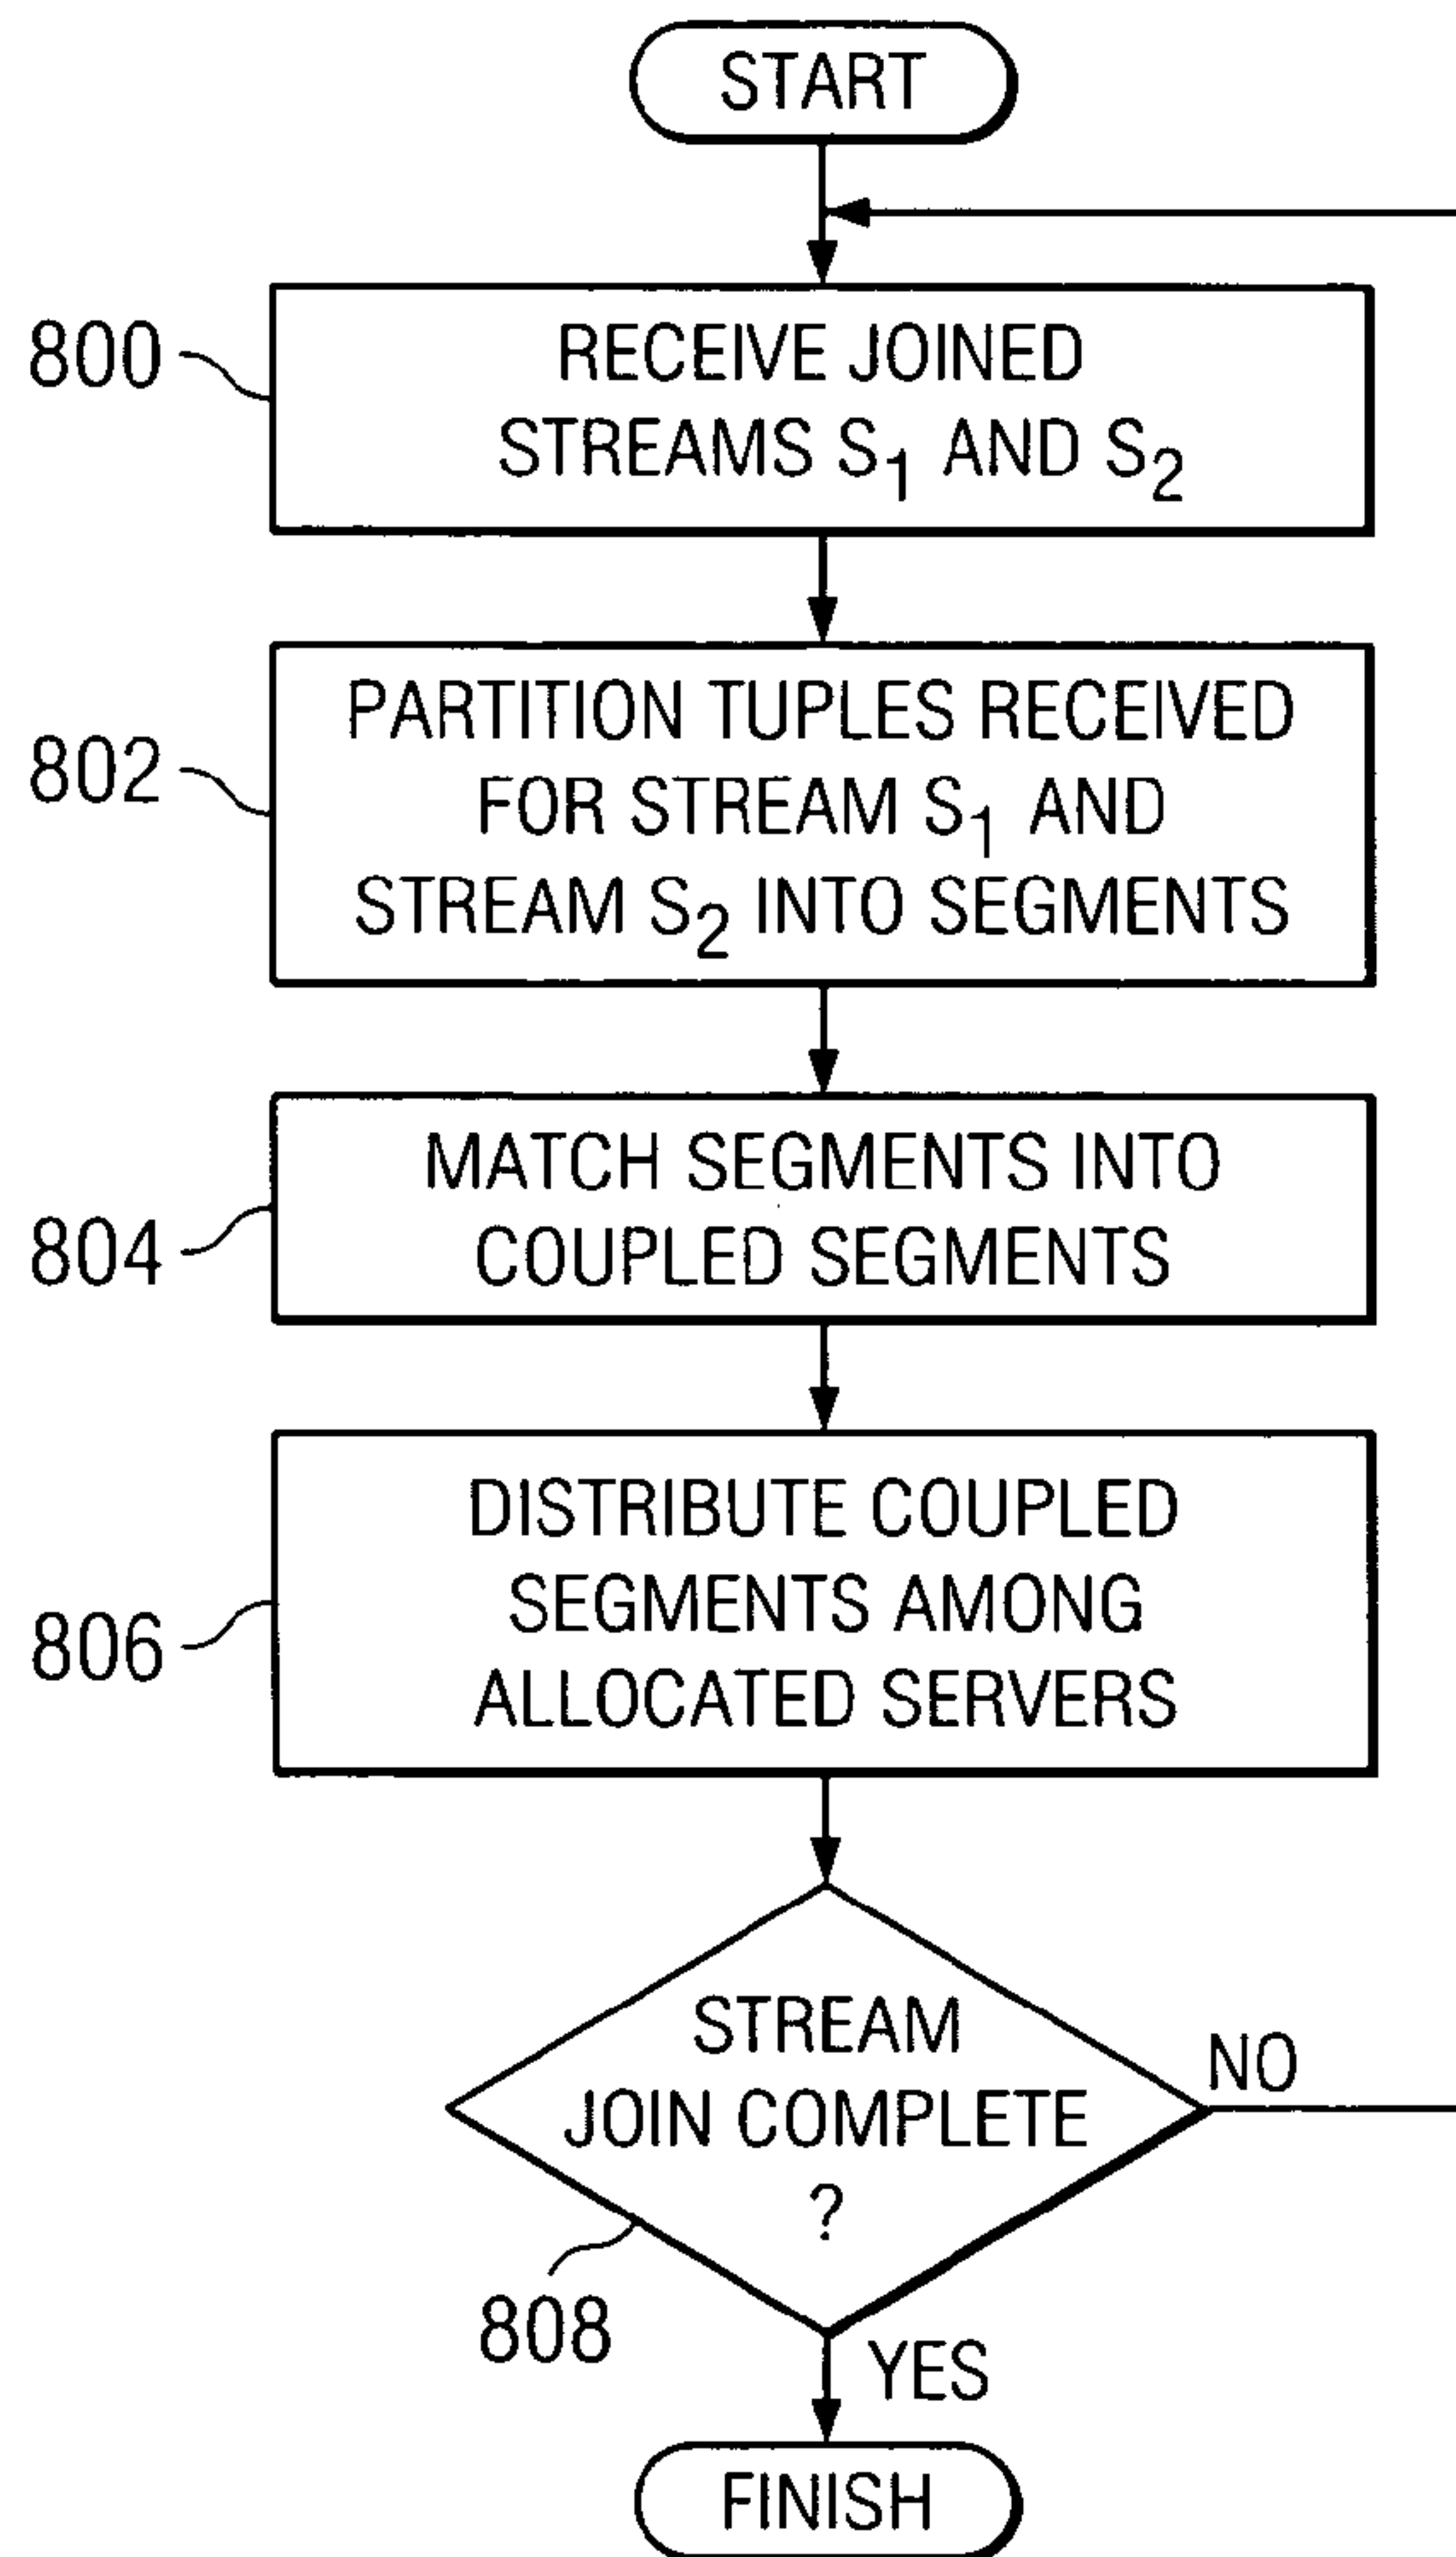 START
800
RECEIVE JOINED
STREAMS S₁ AND S₂
802
PARTITION TUPLES RECEIVED
FOR STREAM S₁ AND
STREAM S₂ INTO SEGMENTS
804
MATCH SEGMENTS INTO
COUPLED SEGMENTS
806
DISTRIBUTE COUPLED
SEGMENTS AMONG
ALLOCATED SERVERS
STREAM
JOIN COMPLETE
?
NO
808
YES
FINISH